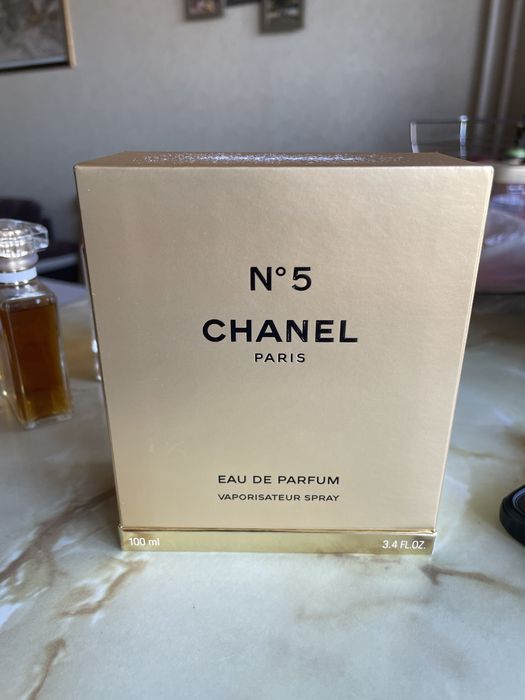 N°5
CHANEL
PARIS
EAU DE PARFUM
VAPORISATEUR SPRAY
100 ml 3.4 FL.OZ.